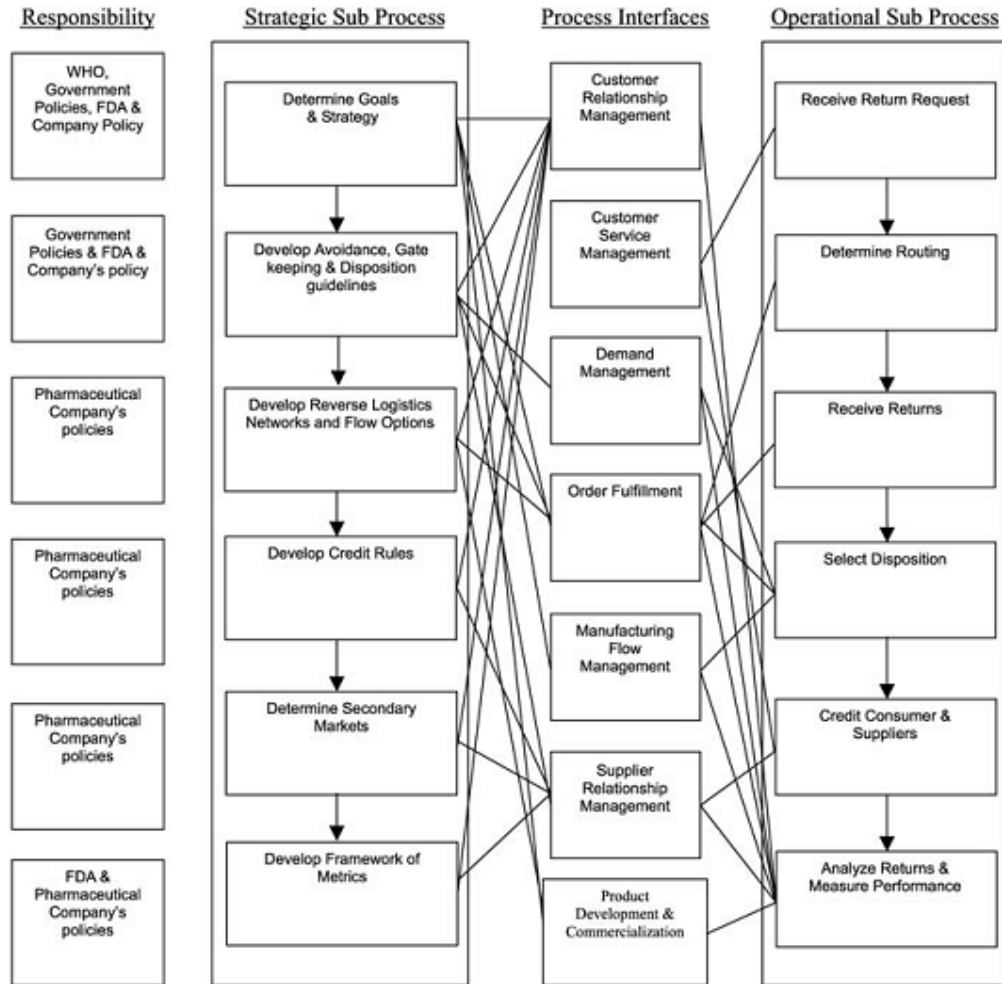 Responsibility
Strategic Sub Process
Process Interfaces
Operational Sub Process
WHO,
Government
Policies, FDA &
Company Policy
Government
Policies & FDA &
Company's policy
Pharmaceutical
Company's
policies
Pharmaceutical
Company's
policies
Pharmaceutical
Company's
policies
FDA &
Pharmaceutical
Company's
policies
Determine Goals
& Strategy
Develop Avoidance, Gate
keeping & Disposition
guidelines
Develop Reverse Logistics
Networks and Flow Options
Develop Credit Rules
Determine Secondary
Markets
Develop Framework of
Metrics
Customer
Relationship
Management
Customer
Service
Management
Demand
Management
Order Fulfillment
Manufacturing
Flow
Management
Supplier
Relationship
Management
Product
Development &
Commercialization
Receive Return Request
Determine Routing
Receive Returns
Select Disposition
Credit Consumer &
Suppliers
Analyze Returns &
Measure Performance